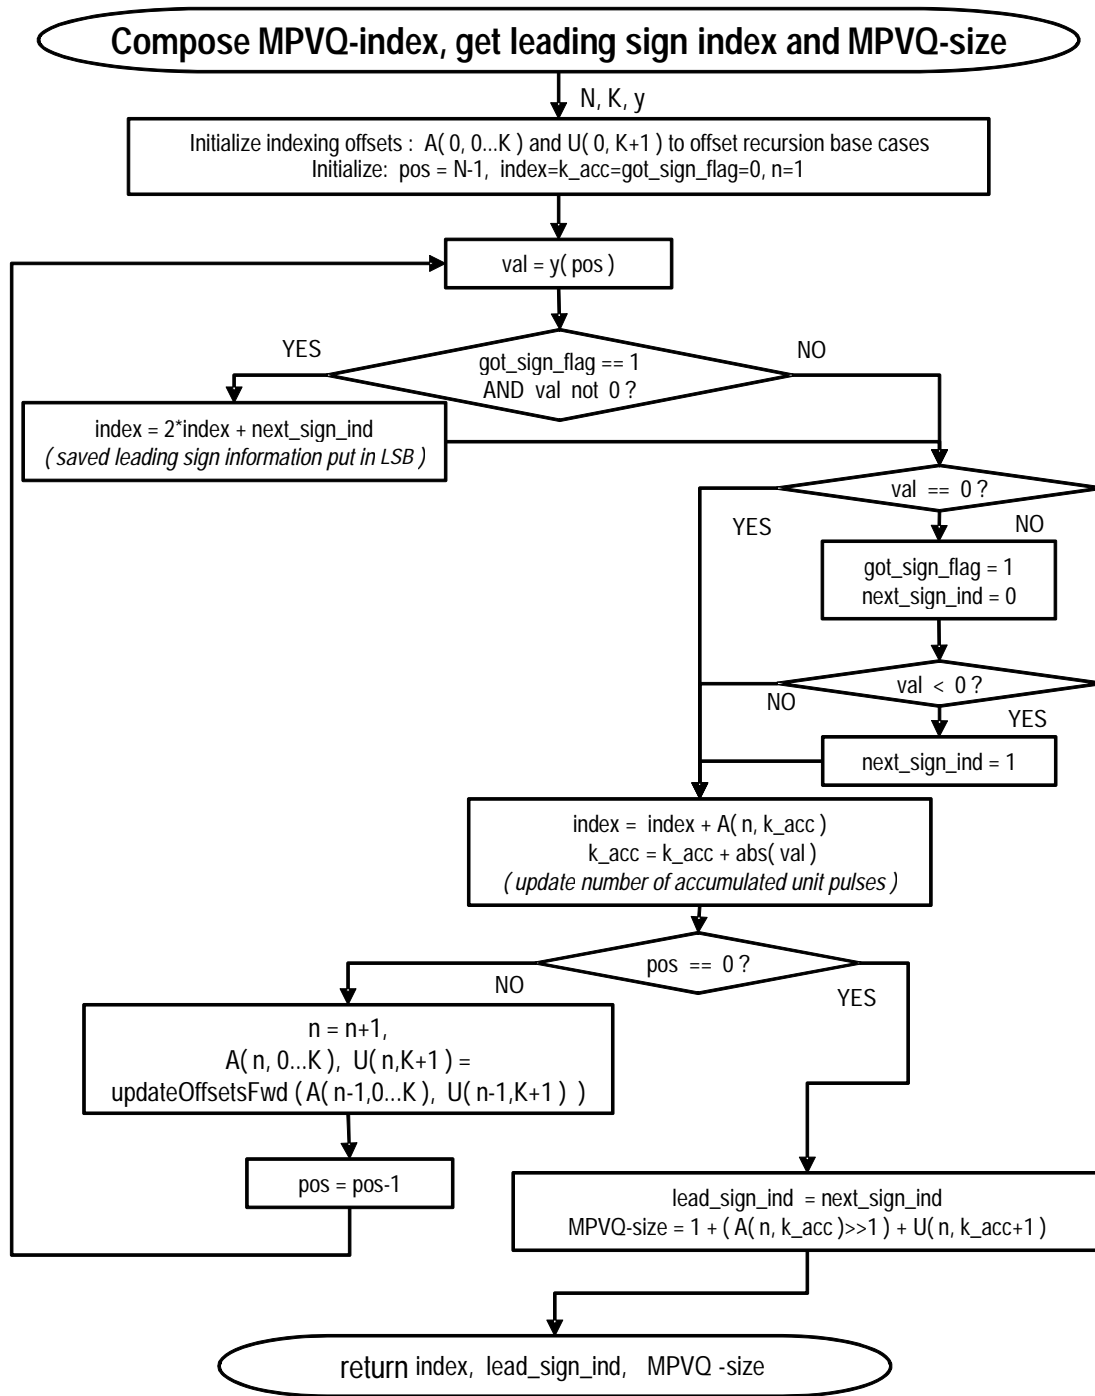 Compose MPVQ-index, get leading sign index and MPVQ-size
N, K, y
Initialize indexing offsets : A( 0, 0...K ) and U( 0, K+1 ) to offset recursion base cases
Initialize: pos = N-1, index=k_acc=got_sign_flag=0, n=1
val = y( pos )
YES
got_sign_flag == 1
AND val not 0 ?
NO
index = 2*index + next_sign_ind
( saved leading sign information put in LSB )
val == 0 ?
YES
NO
got_sign_flag = 1
next_sign_ind = 0
val < 0 ?
NO
YES
next_sign_ind = 1
index = index + A( n, k_acc )
k_acc = k_acc + abs( val )
( update number of accumulated unit pulses )
pos == 0 ?
NO
YES
n = n+1,
A( n, 0...K ), U( n,K+1 ) =
updateOffsetsFwd ( A( n-1,0...K ), U( n-1,K+1 ) )
pos = pos-1
lead_sign_ind = next_sign_ind
MPVQ-size = 1 + ( A( n, k_acc )>>1 ) + U( n, k_acc+1 )
return index, lead_sign_ind, MPVQ -size